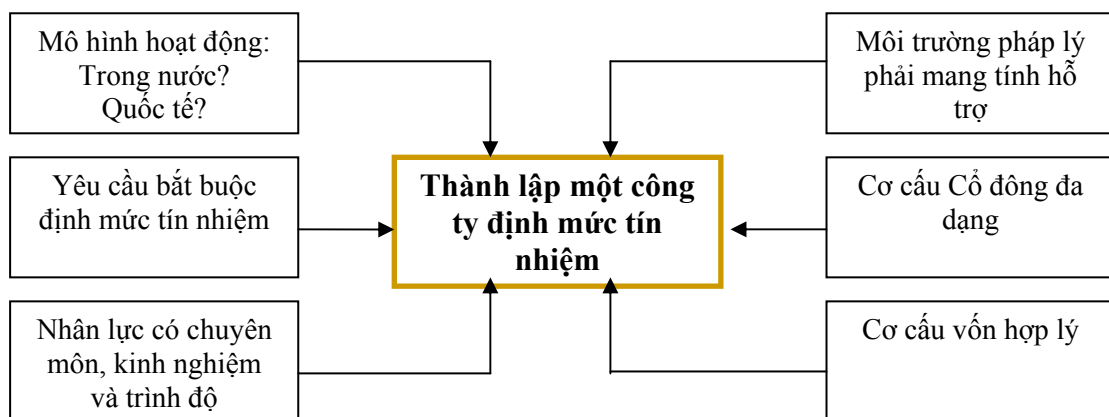 Mô hình hoạt động:
Trong nước?
Quốc tế?
Môi trường pháp lý
phải mang tính hỗ
trợ
Yêu cầu bắt buộc
định mức tín nhiệm
Thành lập một công
ty định mức tín
nhiệm
Cơ cấu Cổ đông đa
dạng
Nhân lực có chuyên
môn, kinh nghiệm
và trình độ
Cơ cấu vốn hợp lý